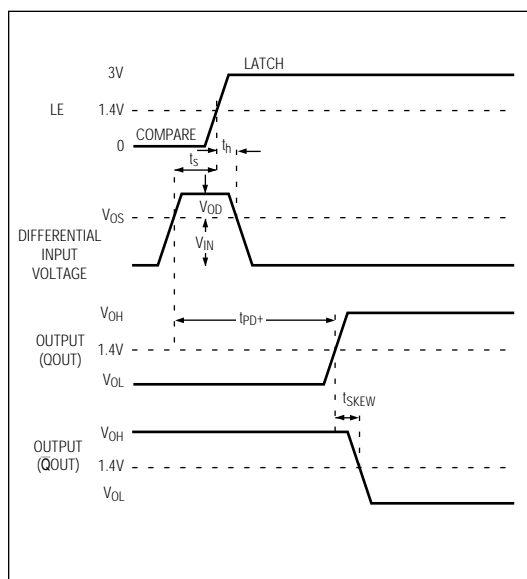 3V
LATCH
LE
1.4V
COMPARE
0
th
ts
VOD
VOS
VIN
DIFFERENTIAL
INPUT
VOLTAGE
VOH
tPD+
OUTPUT
(QOUT)
1.4V
VOL
tSKEW
VOH
OUTPUT
(Q̅OUT)
1.4V
VOL